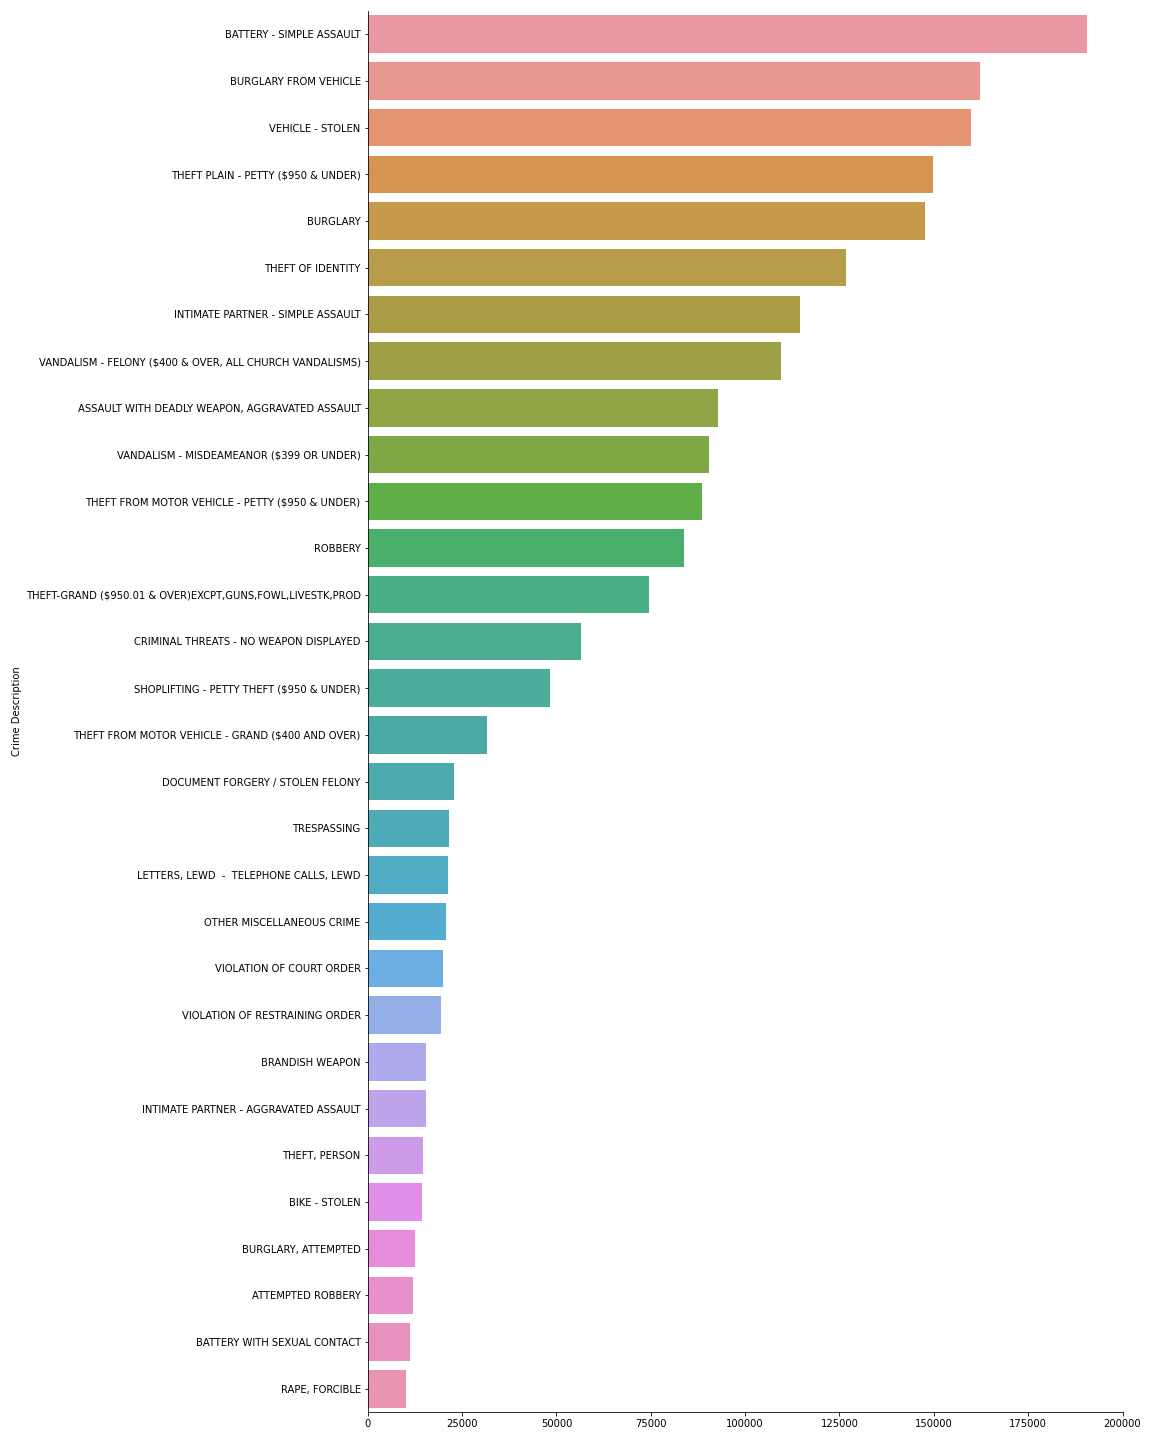 BATTERY - SIMPLE ASSAULT
BURGLARY FROM VEHICLE
VEHICLE - STOLEN
THEFT PLAIN - PETTY ($950 & UNDER)
BURGLARY
THEFT OF IDENTITY
INTIMATE PARTNER - SIMPLE ASSAULT
VANDALISM - FELONY ($400 & OVER, ALL CHURCH VANDALISMS)
ASSAULT WITH DEADLY WEAPON, AGGRAVATED ASSAULT
VANDALISM - MISDEAMEANOR ($399 OR UNDER)
THEFT FROM MOTOR VEHICLE - PETTY ($950 & UNDER)
ROBBERY
THEFT-GRAND ($950.01 & OVER)EXCPT,GUNS,FOWL,LIVESTK,PROD
CRIMINAL THREATS - NO WEAPON DISPLAYED
SHOPLIFTING - PETTY THEFT ($950 & UNDER)
THEFT FROM MOTOR VEHICLE - GRAND ($400 AND OVER)
DOCUMENT FORGERY / STOLEN FELONY
TRESPASSING
LETTERS, LEWD  -  TELEPHONE CALLS, LEWD
OTHER MISCELLANEOUS CRIME
VIOLATION OF COURT ORDER
VIOLATION OF RESTRAINING ORDER
BRANDISH WEAPON
INTIMATE PARTNER - AGGRAVATED ASSAULT
THEFT, PERSON
BIKE - STOLEN
BURGLARY, ATTEMPTED
ATTEMPTED ROBBERY
BATTERY WITH SEXUAL CONTACT
RAPE, FORCIBLE
Crime Description
0 25000 50000 75000 100000 125000 150000 175000 200000